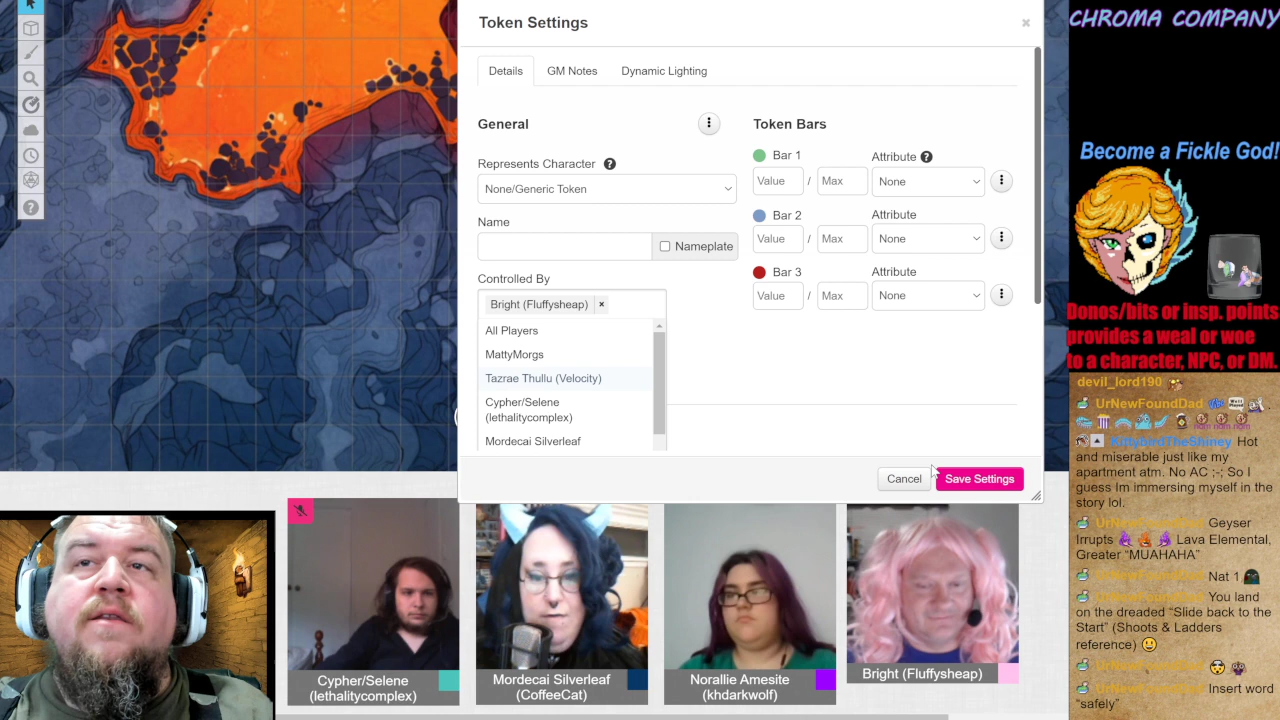 Token Settings
×
Details
GM Notes
Dynamic Lighting
General
Represents Character
None/Generic Token
Name
Nameplate
Controlled By
Bright (Fluffysheap) ×
All Players
MattyMorgs
Tazrae Thullu (Velocity)
Cypher/Selene
(lethalitycomplex)
Mordecai Silverleaf
Token Bars
Bar 1
Attribute
Value / Max None
Bar 2
Attribute
Value / Max None
Bar 3
Attribute
Value / Max None
Cancel
Save Settings
CHROMA COMPANY
Become a Fickle God!
Donos/bits or insp. points
provides a weal or woe
to a character, NPC, or DM.
devil_lord190
UrNewFoundDad
KittybirdTheShiney Hot
and miserable just like my
apartment atm. No AC ;-; So I
guess Im immersing myself in the
story lol.
UrNewFoundDad Geyser
Irrupts Lava Elemental,
Greater “MUAHAHA”
UrNewFoundDad Nat 1
UrNewFoundDad You land
on the dreaded “Slide back to the
Start” (Shoots & Ladders
reference)
UrNewFoundDad
UrNewFoundDad Insert word
“safely”
Cypher/Selene
(lethalitycomplex)
Mordecai Silverleaf
(CoffeeCat)
Norallie Amesite
(khdarkwolf)
Bright (Fluffysheap)